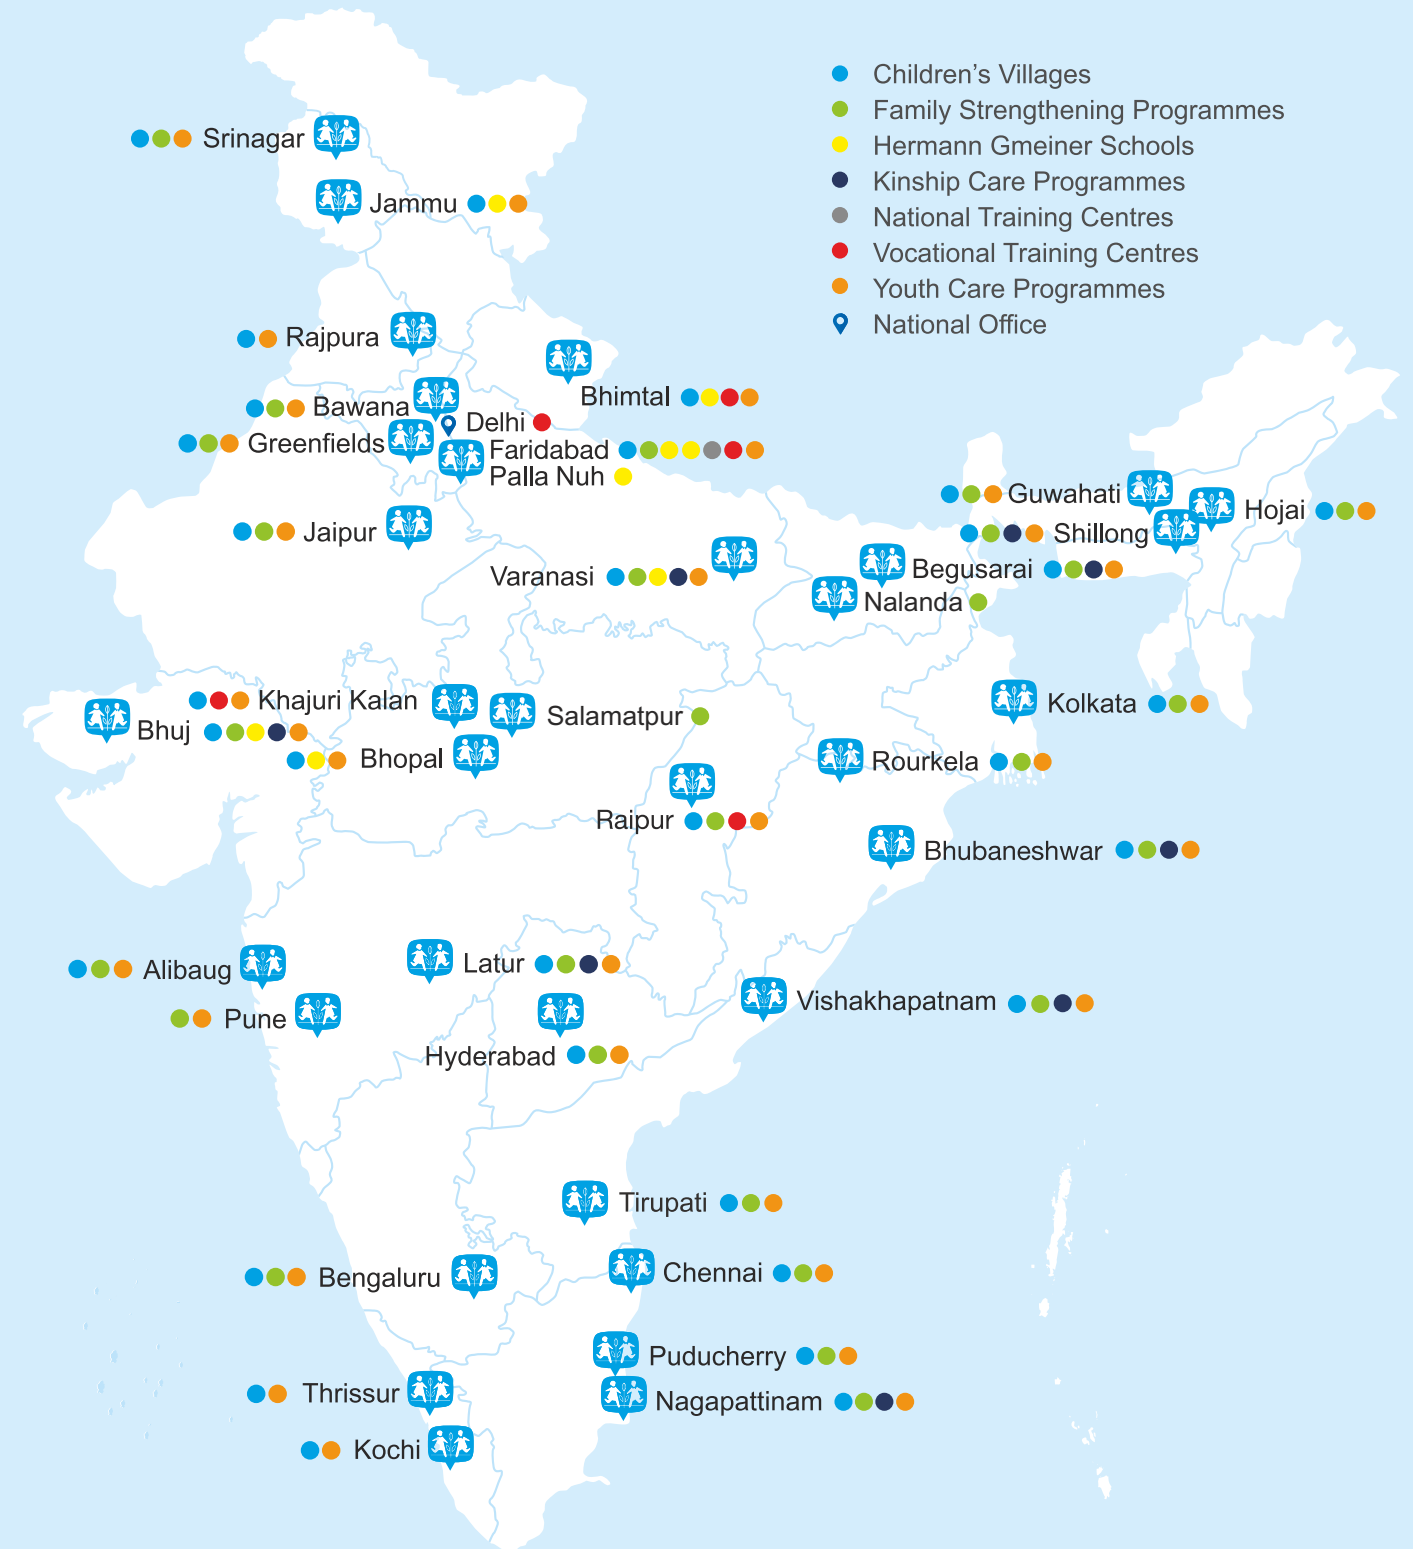 Children's Villages
Family Strengthening Programmes
Hermann Gmeiner Schools
Kinship Care Programmes
National Training Centres
Vocational Training Centres
Youth Care Programmes
National Office
Srinagar
Jammu
Rajpura
Bhimtal
Bawana
Delhi
Greenfields
Faridabad
Palla Nuh
Guwahati
Hojai
Jaipur
Shillong
Varanasi
Begusarai
Nalanda
Khajuri Kalan
Kolkata
Salamatpur
Bhuj
Bhopal
Rourkela
Raipur
Bhubaneshwar
Alibaug
Latur
Vishakhapatnam
Pune
Hyderabad
Tirupati
Bengaluru
Chennai
Puducherry
Thrissur
Nagapattinam
Kochi